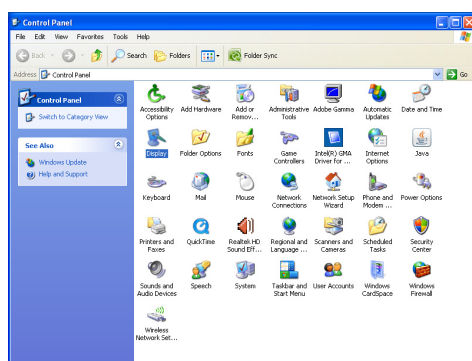 Control Panel
File Edit View Favorites Tools Help
Back Search Folders Folder Sync
Address Control Panel Go
Control Panel
Switch to Category View
See Also
Windows Update
Help and Support
Accessibility Options
Add Hardware
Add or Remov...
Administrative Tools
Adobe Gamma
Automatic Updates
Date and Time
Display
Folder Options
Fonts
Game Controllers
Intel(R) GMA Driver for ...
Internet Options
Java
Keyboard
Mail
Mouse
Network Connections
Network Setup Wizard
Phone and Modem ...
Power Options
Printers and Faxes
QuickTime
Realtek HD Sound Eff...
Regional and Language ...
Scanners and Cameras
Scheduled Tasks
Security Center
Sounds and Audio Devices
Speech
System
Taskbar and Start Menu
User Accounts
Windows CardSpace
Windows Firewall
Wireless Network Set...